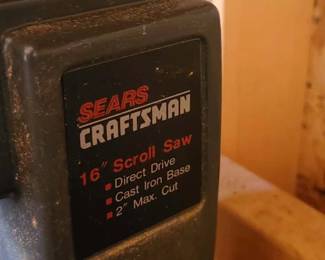 SEARS
CRAFTSMAN
16" Scroll Saw
▪ Direct Drive
▪ Cast Iron Base
▪ 2" Max. Cut